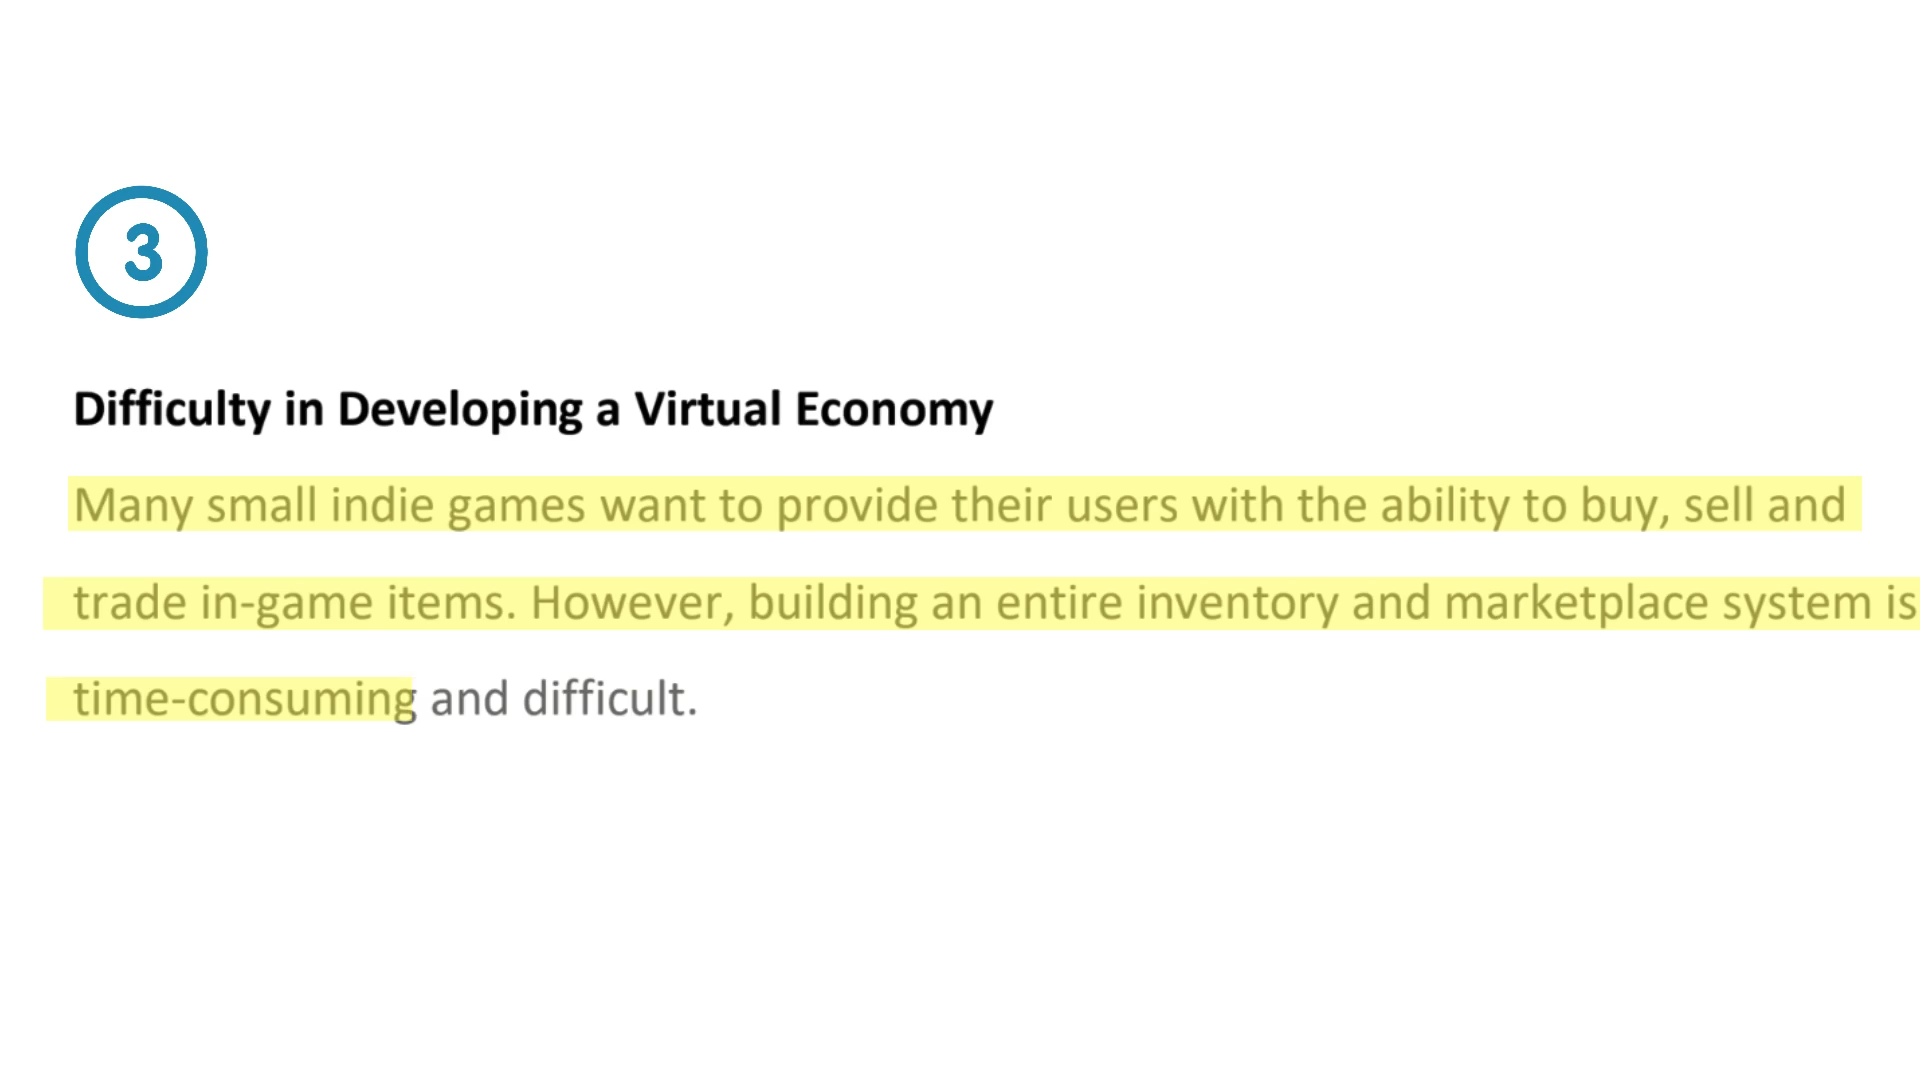 3
Difficulty in Developing a Virtual Economy
Many small indie games want to provide their users with the ability to buy, sell and
trade in-game items. However, building an entire inventory and marketplace system is
time-consuming and difficult.